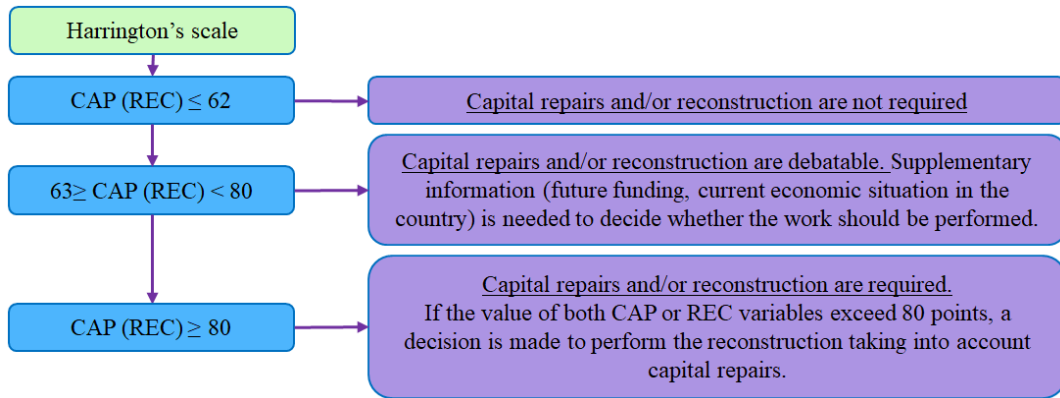 Harrington’s scale
CAP (REC) ≤ 62
Capital repairs and/or reconstruction are not required
63≥ CAP (REC) < 80
Capital repairs and/or reconstruction are debatable. Supplementary
information (future funding, current economic situation in the
country) is needed to decide whether the work should be performed.
CAP (REC) ≥ 80
Capital repairs and/or reconstruction are required.
If the value of both CAP or REC variables exceed 80 points, a
decision is made to perform the reconstruction taking into account
capital repairs.